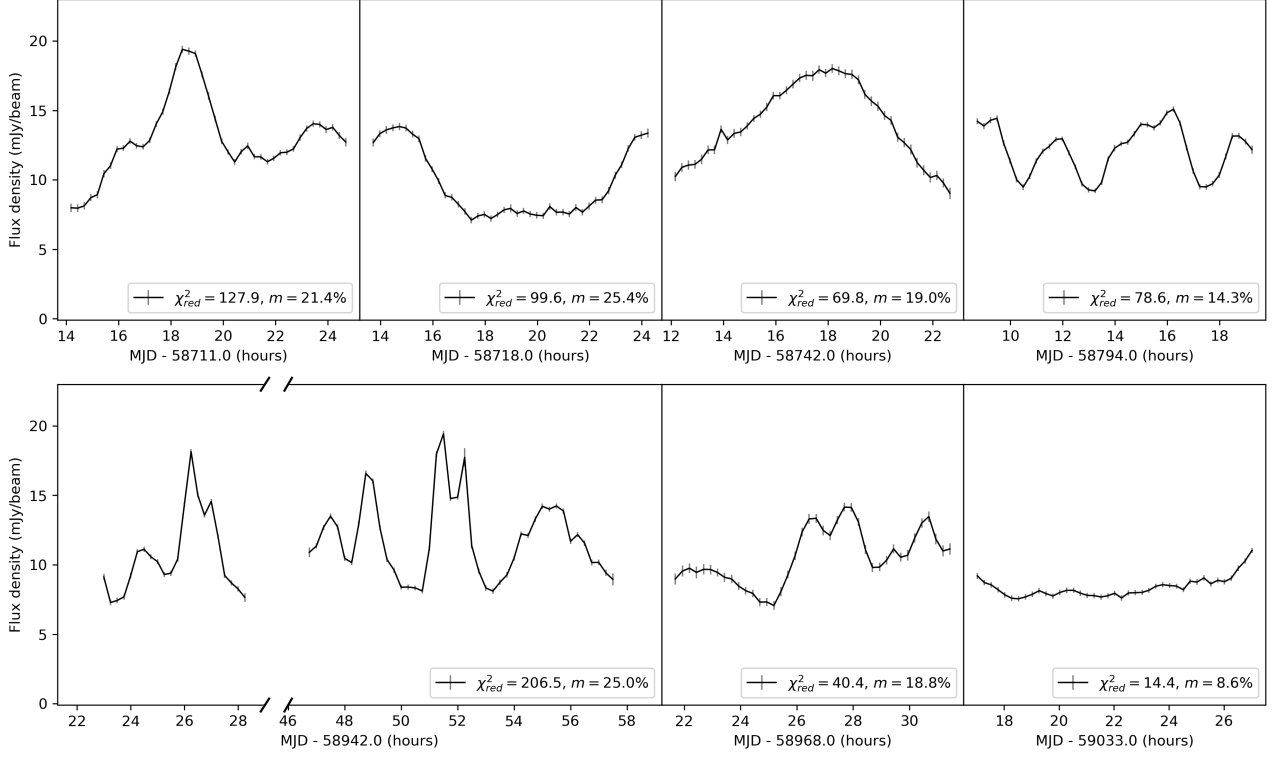 20
15
10
5
0
Flux density (mJy/beam)
χ²red = 127.9, m = 21.4%
χ²red = 99.6, m = 25.4%
χ²red = 69.8, m = 19.0%
χ²red = 78.6, m = 14.3%
14 16 18 20 22 24
14 16 18 20 22 24
12 14 16 18 20 22
10 12 14 16 18
MJD - 58711.0 (hours)
MJD - 58718.0 (hours)
MJD - 58742.0 (hours)
MJD - 58794.0 (hours)
20
15
10
5
0
Flux density (mJy/beam)
χ²red = 206.5, m = 25.0%
χ²red = 40.4, m = 18.8%
χ²red = 14.4, m = 8.6%
22 24 26 28
46 48 50 52 54 56 58
22 24 26 28 30
18 20 22 24 26
MJD - 58942.0 (hours)
MJD - 58968.0 (hours)
MJD - 59033.0 (hours)